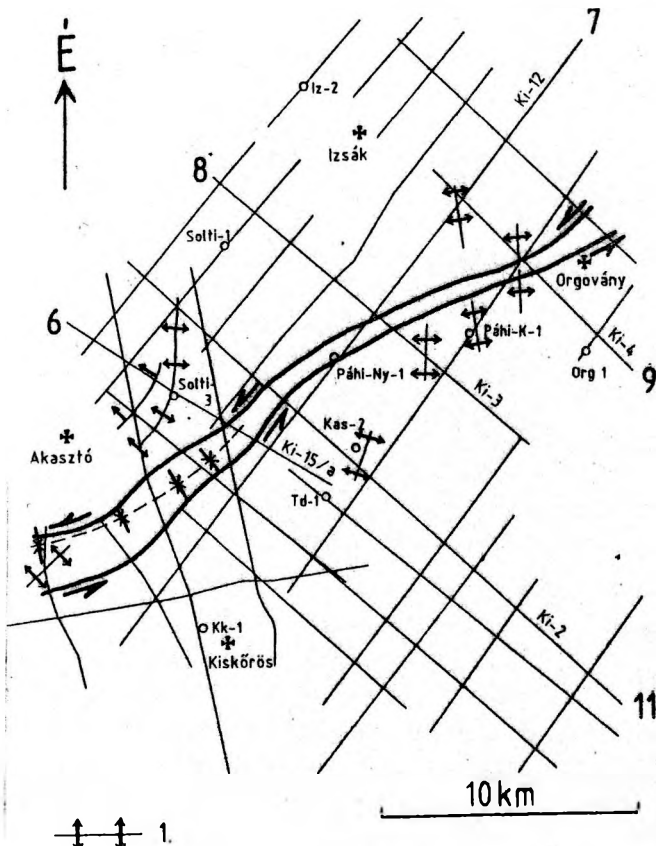 É
7
Ki-12
Iz-2
Izsák
8
Solti-1
6
Orgovány
Solti-
3
Páhi-K-1
Páhi-Ny-1
Org 1
Ki-4
9
Ki-3
Kas-2
Akasztó
Ki-15/a
Td-1
Ki-2
Kk-1
Kiskőrös
11
10 km
1.